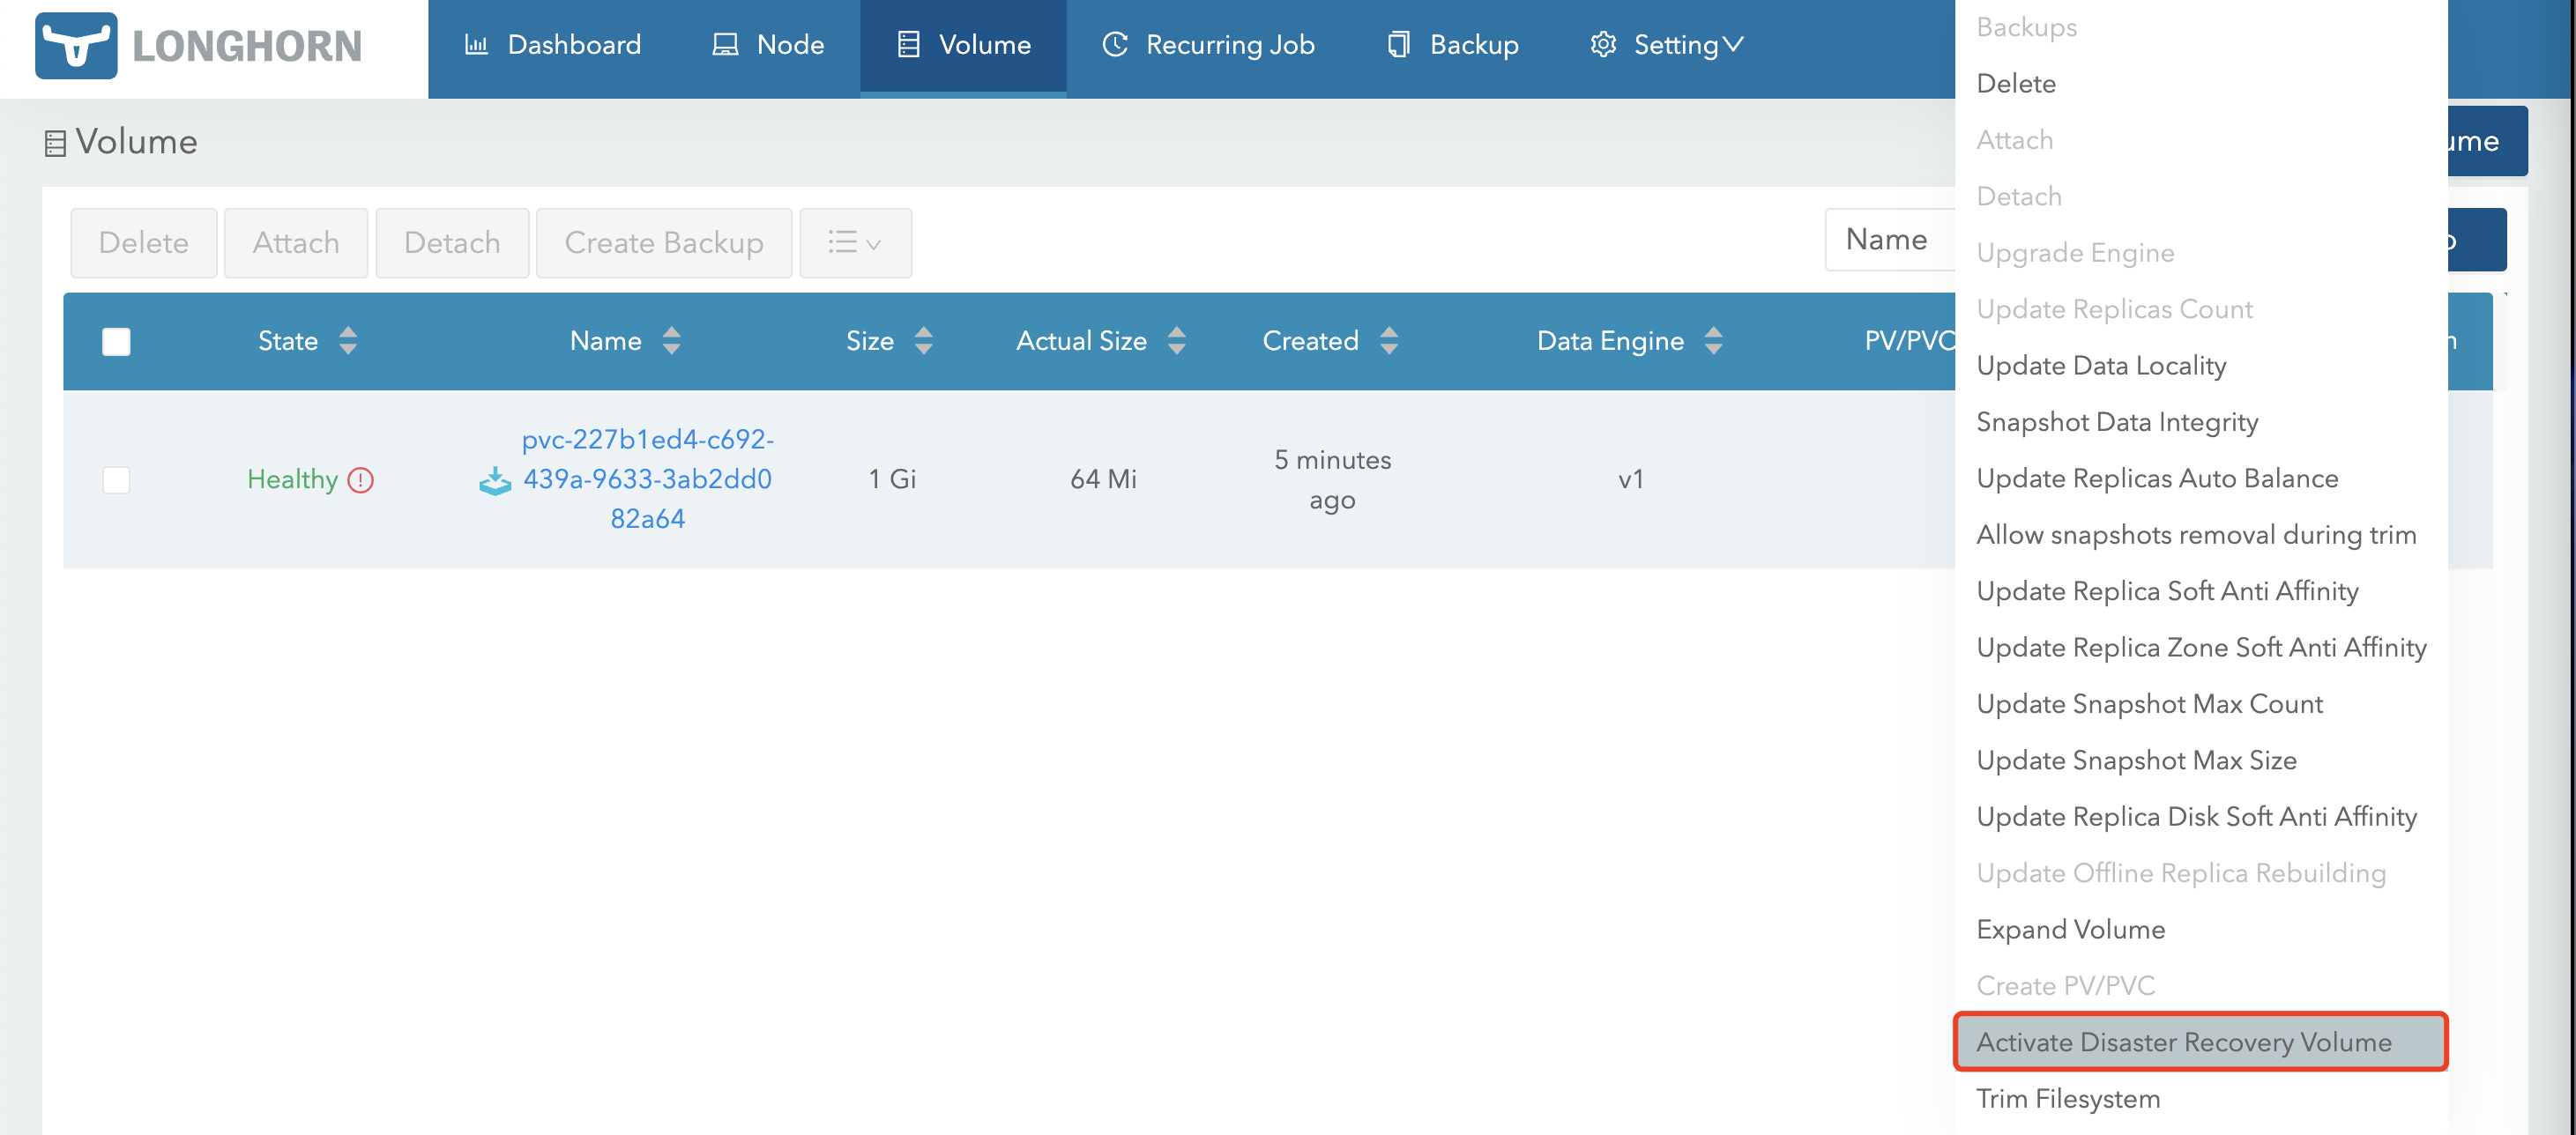 LONGHORN
Dashboard
Node
Volume
Recurring Job
Backup
Setting
Volume
Delete
Attach
Detach
Create Backup
Name
State
Name
Size
Actual Size
Created
Data Engine
PV/PVC
Healthy
pvc-227b1ed4-c692-
439a-9633-3ab2dd0
82a64
1 Gi
64 Mi
5 minutes
ago
v1
Backups
Delete
Attach
Detach
Upgrade Engine
Update Replicas Count
Update Data Locality
Snapshot Data Integrity
Update Replicas Auto Balance
Allow snapshots removal during trim
Update Replica Soft Anti Affinity
Update Replica Zone Soft Anti Affinity
Update Snapshot Max Count
Update Snapshot Max Size
Update Replica Disk Soft Anti Affinity
Update Offline Replica Rebuilding
Expand Volume
Create PV/PVC
Activate Disaster Recovery Volume
Trim Filesystem